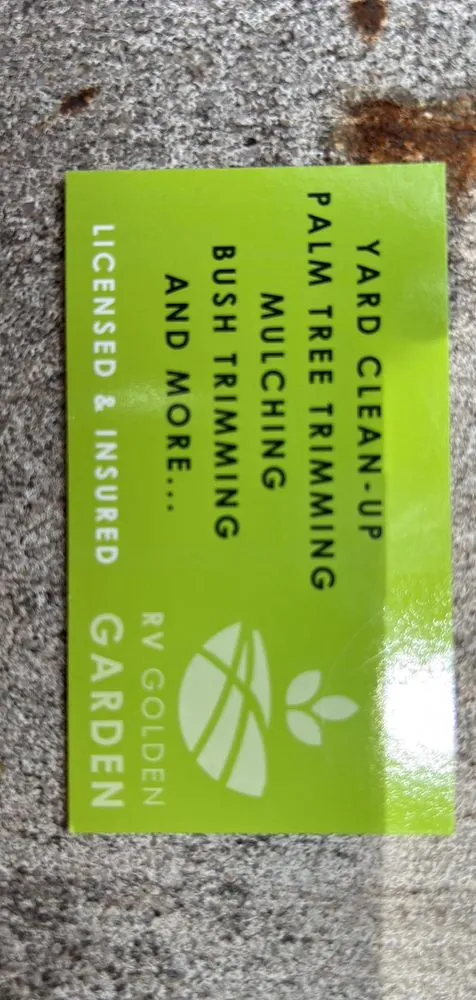 YARD CLEAN-UP
PALM TREE TRIMMING
MULCHING
BUSH TRIMMING
AND MORE...
LICENSED & INSURED
RV GOLDEN
GARDEN